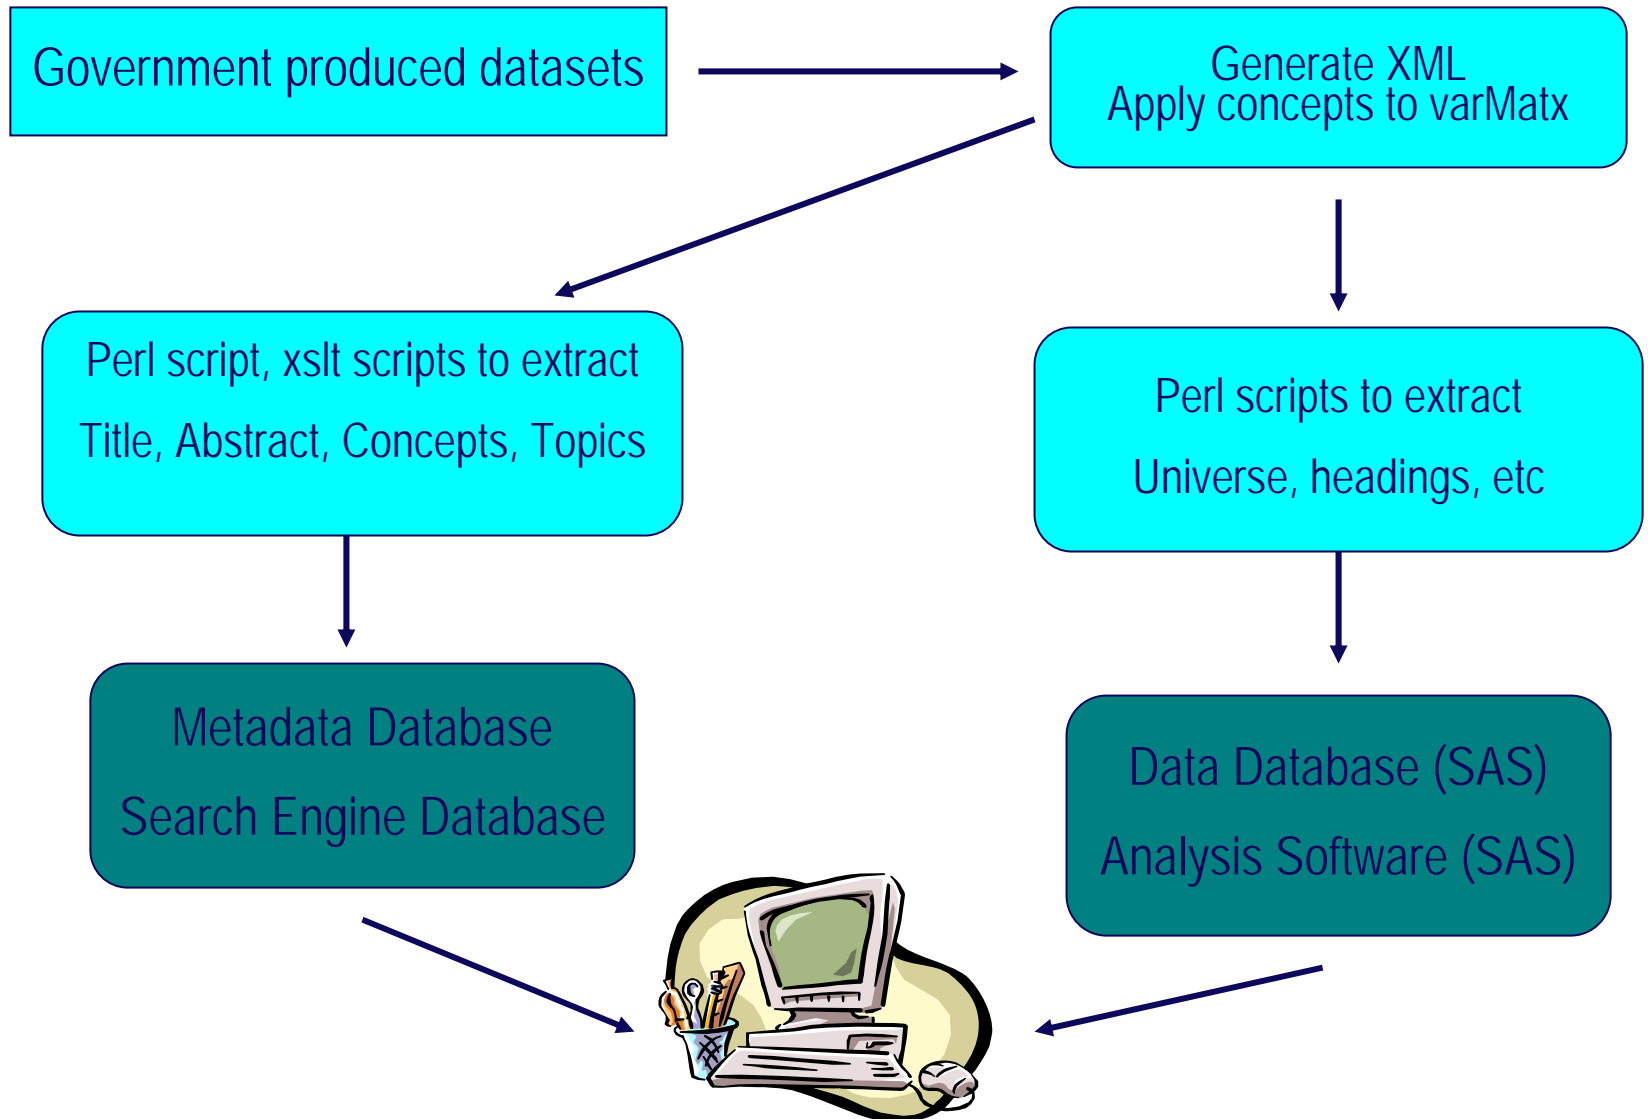 Government produced datasets
Generate XML
Apply concepts to varMatx
Perl script, xslt scripts to extract
Title, Abstract, Concepts, Topics
Perl scripts to extract
Universe, headings, etc
Metadata Database
Search Engine Database
Data Database (SAS)
Analysis Software (SAS)